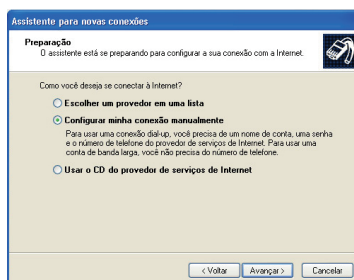 Assistente para novas conexões
Preparação
O assistente está se preparando para configurar a sua conexão com a Internet.
Como você deseja se conectar à Internet?
Escolher um provedor em uma lista
Configurar minha conexão manualmente
Para usar uma conexão dial-up, você precisa de um nome de conta, uma senha
e o número de telefone do provedor de serviços de Internet. Para usar uma
conta de banda larga, você não precisa do número de telefone.
Usar o CD do provedor de serviços de Internet
< Voltar Avançar > Cancelar